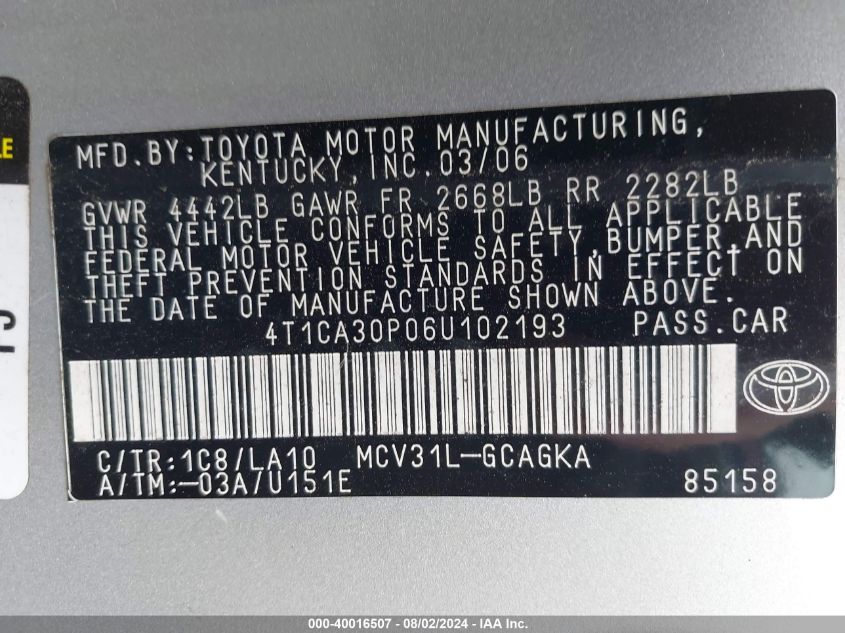 LE
MFD.BY:TOYOTA MOTOR MANUFACTURING,
KENTUCKY,INC.03/06
GVWR 4442LB GAWR FR 2668LB RR 2282LB
THIS VEHICLE CONFORMS TO ALL APPLICABLE
FEDERAL MOTOR VEHICLE SAFETY,BUMPER,AND
THEFT PREVENTION STANDARDS IN EFFECT ON
THE DATE OF MANUFACTURE SHOWN ABOVE.
4T1CA30P06U102193 PASS.CAR
C/TR:1C8/LA10 MCV31L-GCAGKA
A/TM:-03A/U151E 85158
000-40016507 - 08/02/2024 - IAA Inc.